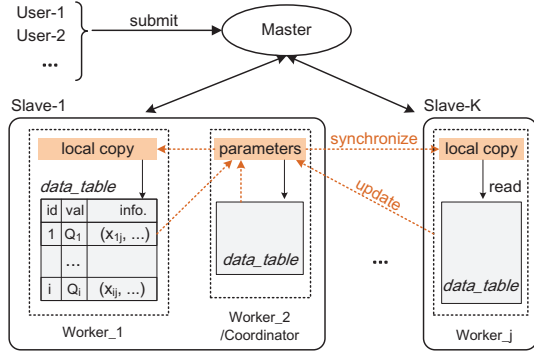 User-1
User-2
...
submit
Master
Slave-1
Slave-K
local copy
parameters
synchronize
local copy
data_table
update
read
id val info.
1 Q1 (x1j, ...)
...
i Qi (xij, ...)
data_table
...
data_table
Worker_1
Worker_2
/Coordinator
Worker_j